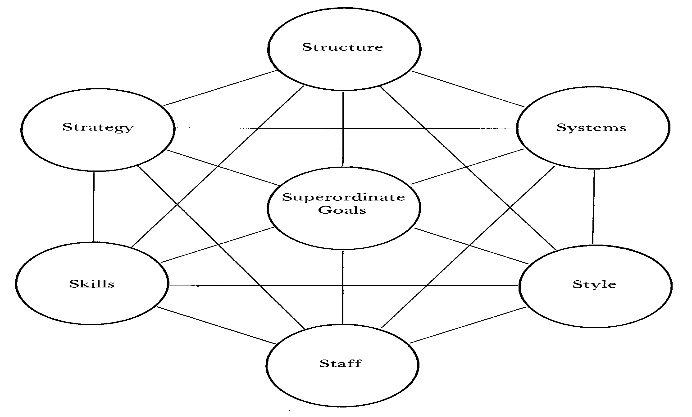 Structure
Strategy
Systems
Superordinate
Goals
Skills
Style
Staff